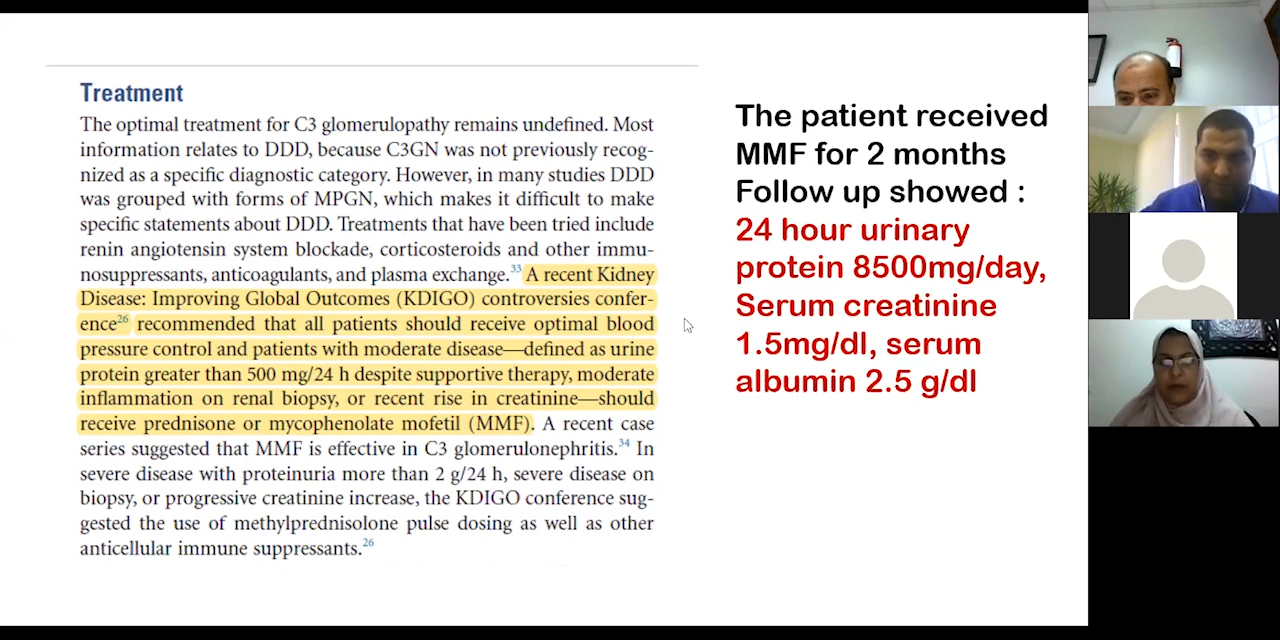 Treatment
The optimal treatment for C3 glomerulopathy remains undefined. Most
information relates to DDD, because C3GN was not previously recog-
nized as a specific diagnostic category. However, in many studies DDD
was grouped with forms of MPGN, which makes it difficult to make
specific statements about DDD. Treatments that have been tried include
renin angiotensin system blockade, corticosteroids and other immu-
nosuppressants, anticoagulants, and plasma exchange.33 A recent Kidney
Disease: Improving Global Outcomes (KDIGO) controversies confer-
ence26 recommended that all patients should receive optimal blood
pressure control and patients with moderate disease—defined as urine
protein greater than 500 mg/24 h despite supportive therapy, moderate
inflammation on renal biopsy, or recent rise in creatinine—should
receive prednisone or mycophenolate mofetil (MMF). A recent case
series suggested that MMF is effective in C3 glomerulonephritis.34 In
severe disease with proteinuria more than 2 g/24 h, severe disease on
biopsy, or progressive creatinine increase, the KDIGO conference sug-
gested the use of methylprednisolone pulse dosing as well as other
anticellular immune suppressants.26
The patient received
MMF for 2 months
Follow up showed :
24 hour urinary
protein 8500mg/day,
Serum creatinine
1.5mg/dl, serum
albumin 2.5 g/dl